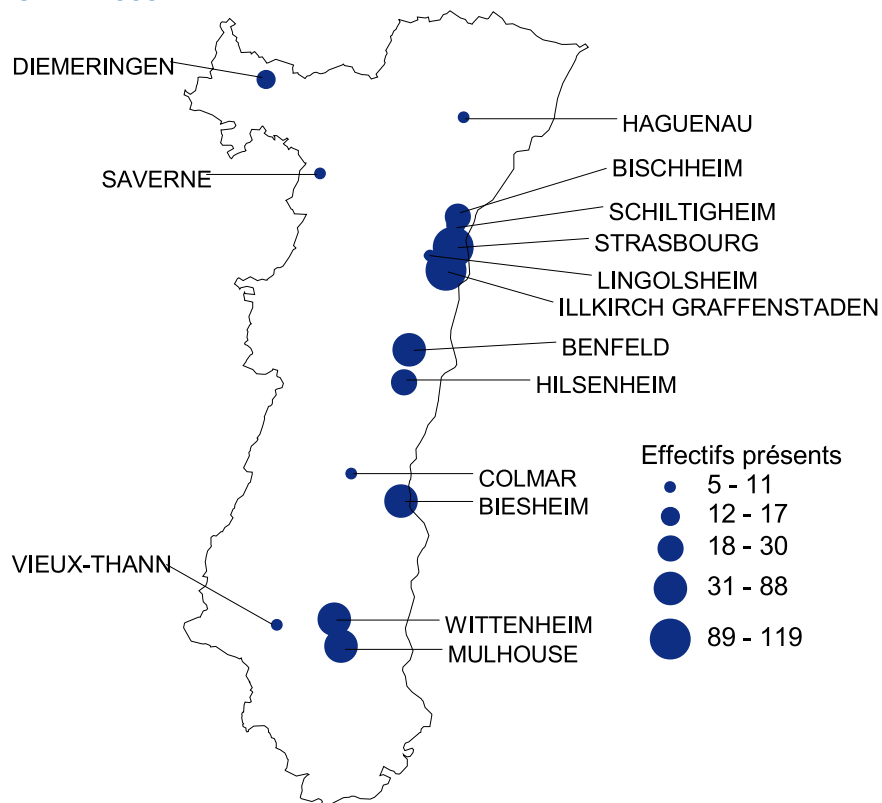 DIEMERINGEN
HAGUENAU
SAVERNE
BISCHHEIM
SCHILTIGHEIM
STRASBOURG
LINGOLSHEIM
ILLKIRCH GRAFFENSTADEN
BENFELD
HILSENHEIM
COLMAR
BIESHEIM
VIEUX-THANN
WITTENHEIM
MULHOUSE
Effectifs présents
5 - 11
12 - 17
18 - 30
31 - 88
89 - 119